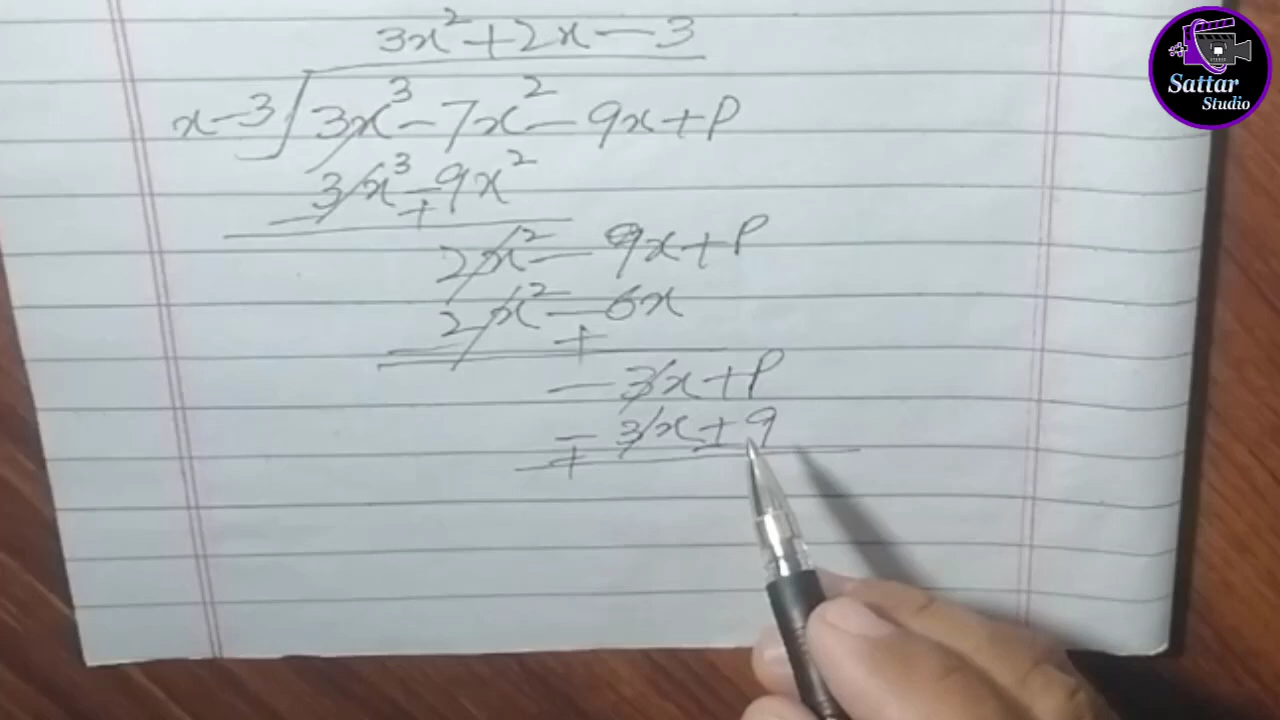 3x² + 2x - 3
x - 3 3x³ - 7x² - 9x + P
3x³ - 9x²
- +
2x² - 9x + P
2x² - 6x
- +
- 3x + P
- 3x + 9
+ -
Sattar
Studio